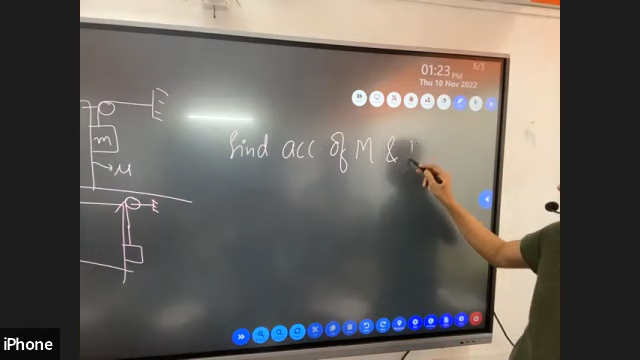 01:23 PM
5/5
Thu 10 Nov 2022
find acc of M &
m
μ
iPhone